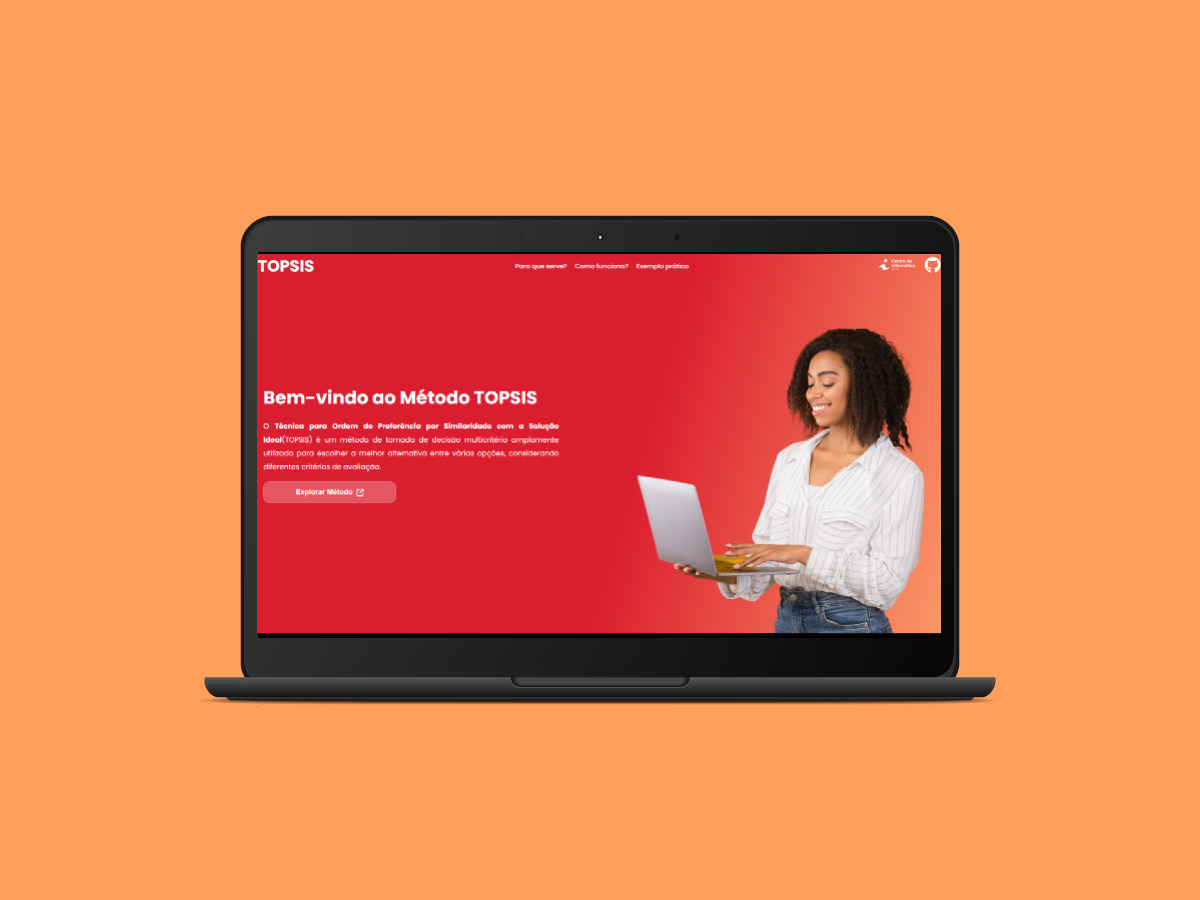 TOPSIS
Para que serve? Como funciona? Exemplo prático
Centro de
Informática
Bem-vindo ao Método TOPSIS
O Técnica para Ordem de Preferência por Similaridade com a Solução
Ideal(TOPSIS) é um método de tomada de decisão multicritério amplamente
utilizado para escolher a melhor alternativa entre várias opções, considerando
diferentes critérios de avaliação.
Explorar Método